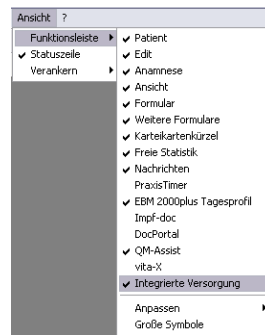 Ansicht ?
Funktionsleiste
Statuszeile
Verankern
Patient
Edit
Anamnese
Ansicht
Formular
Weitere Formulare
Karteikartenkürzel
Freie Statistik
Nachrichten
PraxisTimer
EBM 2000plus Tagesprofil
Impf-doc
DocPortal
QM-Assist
vita-X
Integrierte Versorgung
Anpassen
Große Symbole